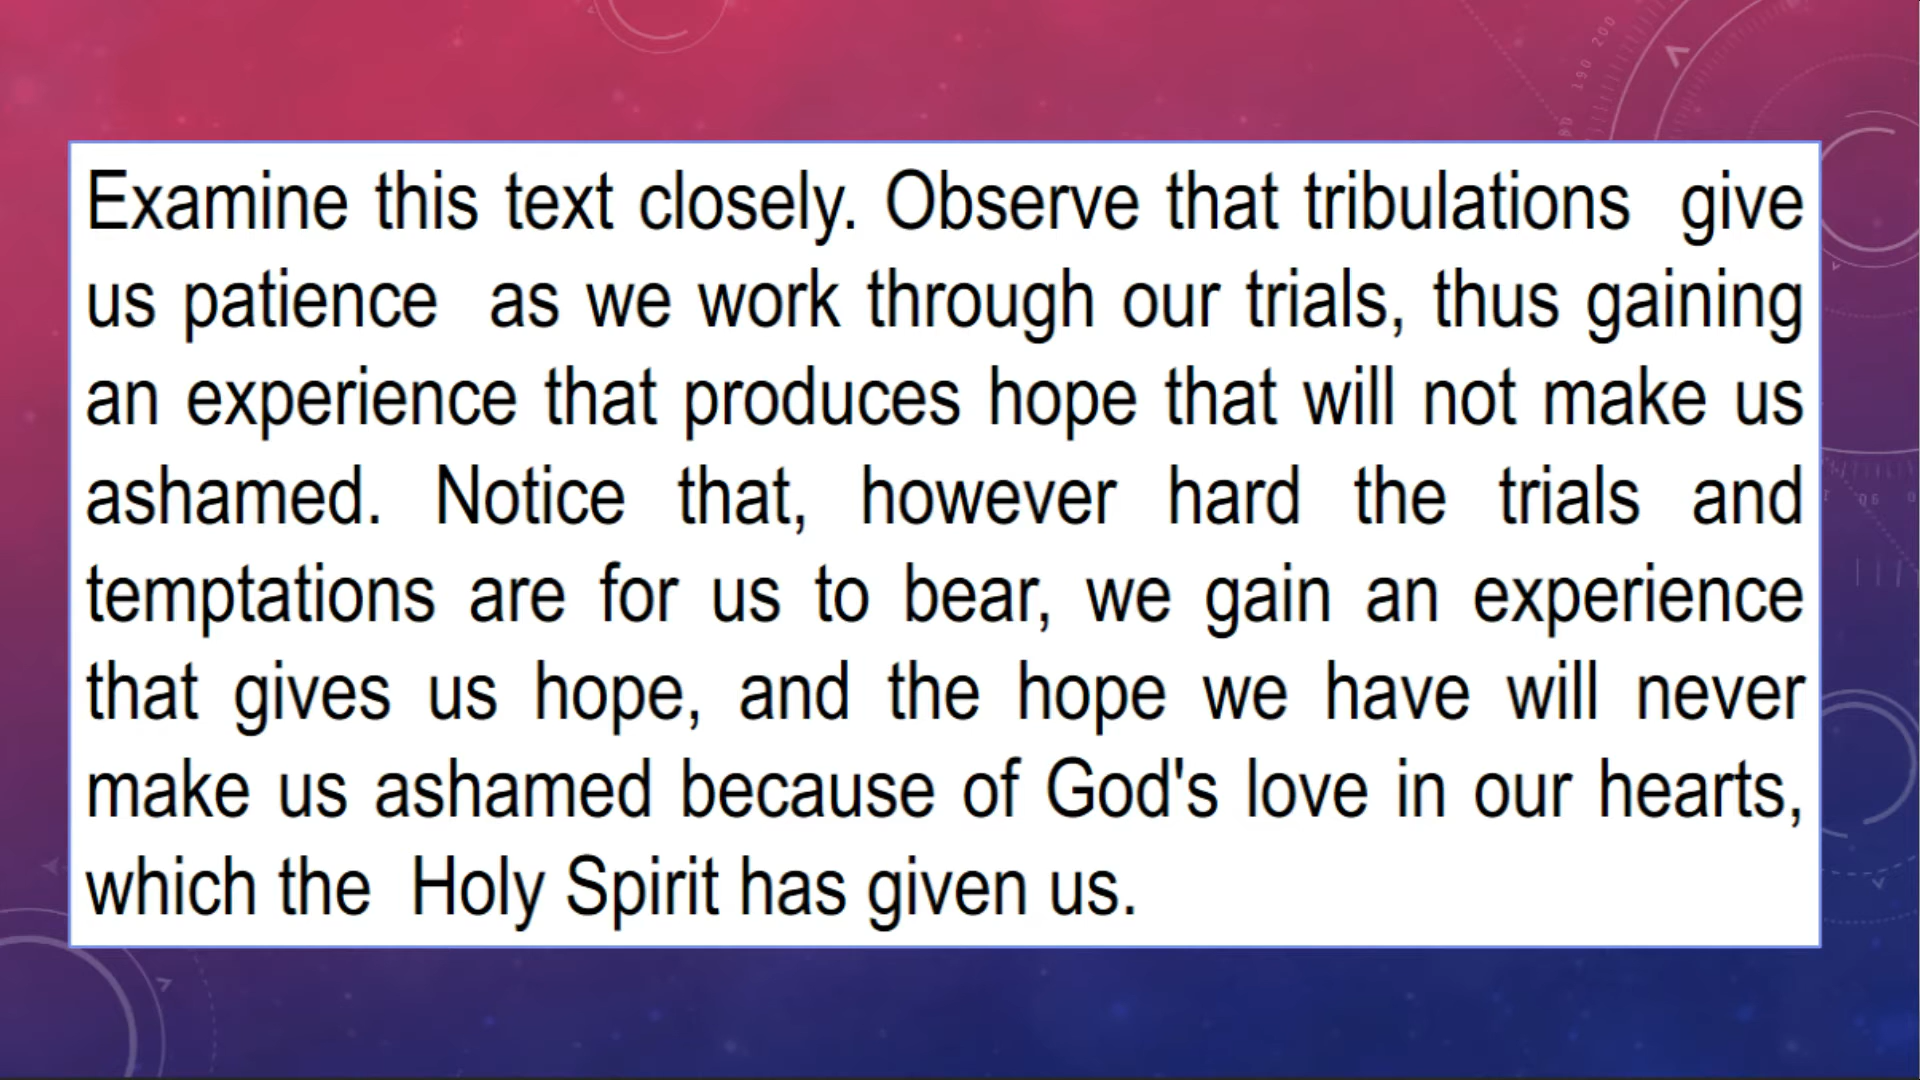 Examine this text closely. Observe that tribulations  give
us patience  as we work through our trials, thus gaining
an experience that produces hope that will not make us
ashamed. Notice that, however hard the trials and
temptations are for us to bear, we gain an experience
that gives us hope, and the hope we have will never
make us ashamed because of God's love in our hearts,
which the  Holy Spirit has given us.
200
190